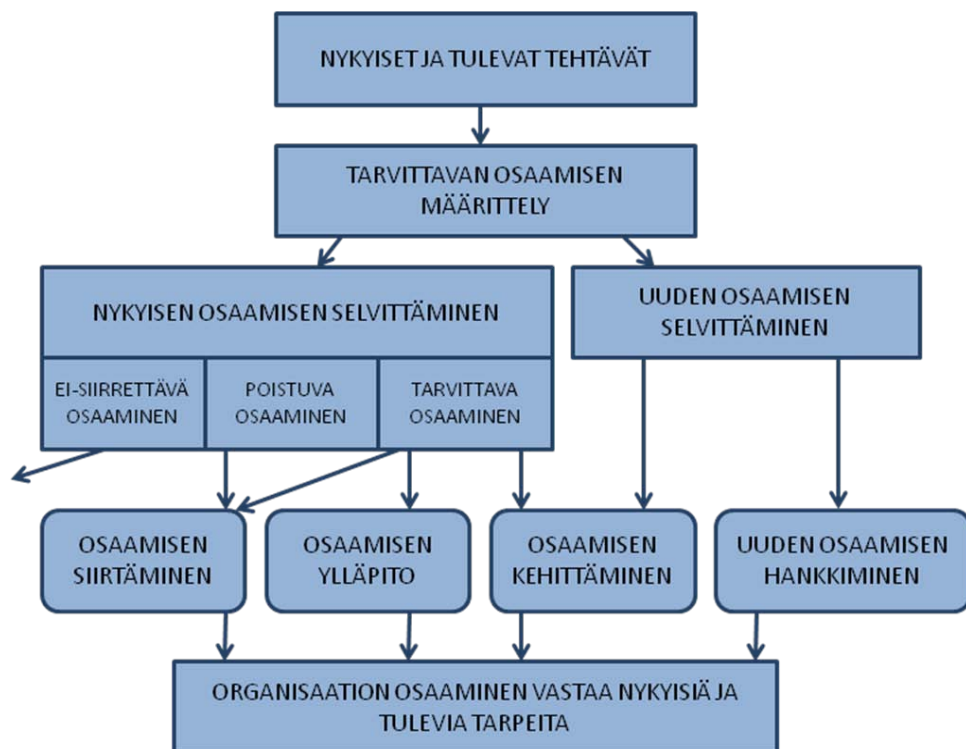 NYKYISET JA TULEVAT TEHTÄVÄT
TARVITTAVAN OSAAMISEN
MÄÄRITTELY
NYKYISEN OSAAMISEN SELVITTÄMINEN
UUDEN OSAAMISEN
SELVITTÄMINEN
EI-SIIRRETTÄVÄ
OSAAMINEN
POISTUVA
OSAAMINEN
TARVITTAVA
OSAAMINEN
OSAAMISEN
SIIRTÄMINEN
OSAAMISEN
YLLÄPITO
OSAAMISEN
KEHITTÄMINEN
UUDEN OSAAMISEN
HANKKIMINEN
ORGANISAATION OSAAMINEN VASTAA NYKYISIÄ JA
TULEVIA TARPEITA